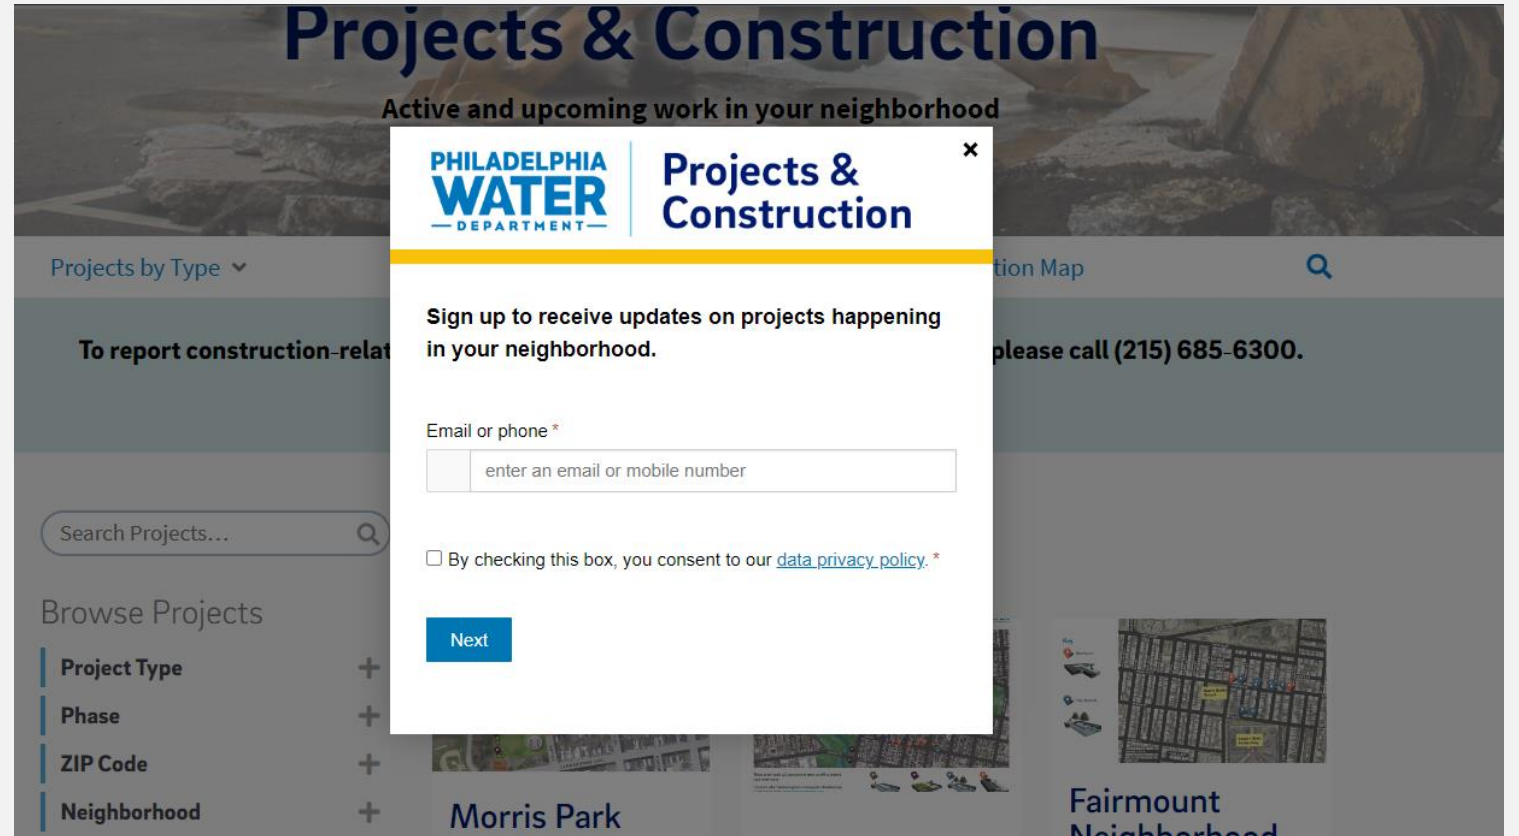 Projects & Construction
Active and upcoming work in your neighborhood
PHILADELPHIA
WATER
DEPARTMENT
Projects &
Construction
×
Projects by Type
tion Map
To report construction-relat
please call (215) 685-6300.
Sign up to receive updates on projects happening
in your neighborhood.
Email or phone *
enter an email or mobile number
By checking this box, you consent to our data privacy policy. *
Next
Search Projects...
Browse Projects
Project Type
Phase
ZIP Code
Neighborhood
Morris Park
Fairmount
Neighborhood